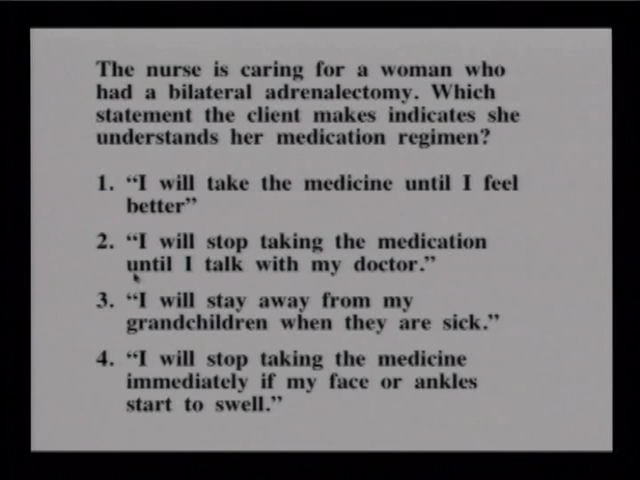 The nurse is caring for a woman who
had a bilateral adrenalectomy. Which
statement the client makes indicates she
understands her medication regimen?
1. “I will take the medicine until I feel
better”
2. “I will stop taking the medication
until I talk with my doctor.”
3. “I will stay away from my
grandchildren when they are sick.”
4. “I will stop taking the medicine
immediately if my face or ankles
start to swell.”